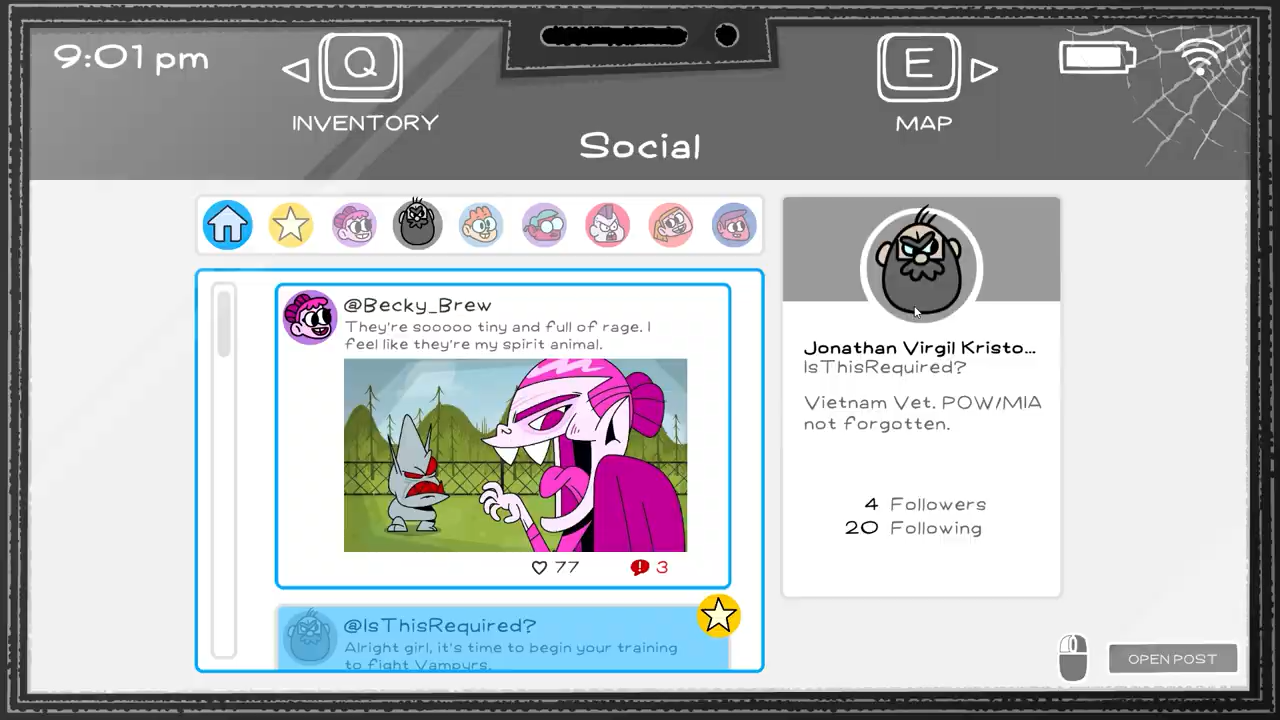 9:01 pm
Q
E
INVENTORY
MAP
Social
@Becky_Brew
They're sooooo tiny and full of rage. I
feel like they're my spirit animal.
77
3
@IsThisRequired?
Alright girl, it's time to begin your training
to fight Vampyrs.
Jonathan Virgil Kristo...
IsThisRequired?
Vietnam Vet. POW/MIA
not forgotten.
4 Followers
20 Following
OPEN POST